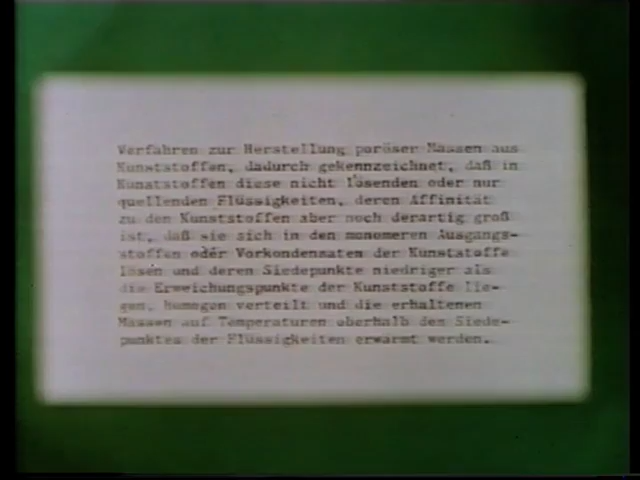 Verfahren zur Herstellung poröser Massen aus
Kunststoffen, dadurch gekennzeichnet, daß in
Kunststoffen diese nicht lösenden oder nur
quellenden Flüssigkeiten, deren Affinität
zu den Kunststoffen aber noch derartig groß
ist, daß sie sich in den monomeren Ausgangs-
stoffen oder Vorkondensaten der Kunststoffe
lösen und deren Siedepunkte niedriger als
die Erweichungspunkte der Kunststoffe lie-
gen, homogen verteilt und die erhaltenen
Massen auf Temperaturen oberhalb des Siede-
punktes der Flüssigkeiten erwärmt werden.